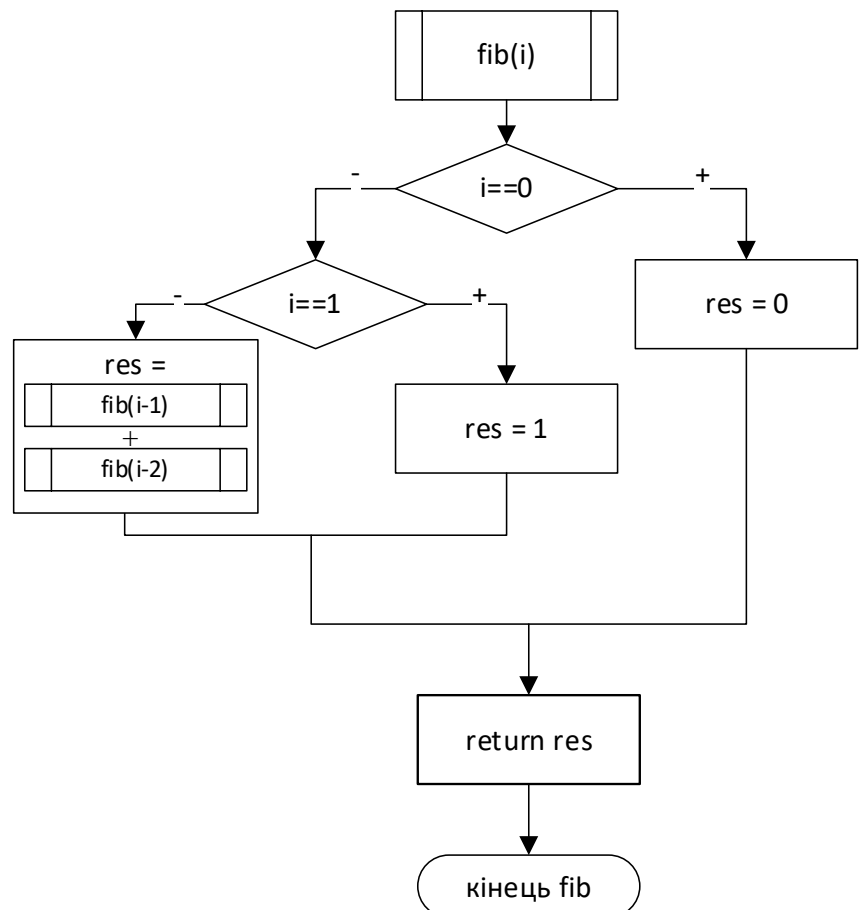 fib(i)
i==0
-
+
i==1
-
+
res = 0
res =
fib(i-1)
+
fib(i-2)
res = 1
return res
кінець fib